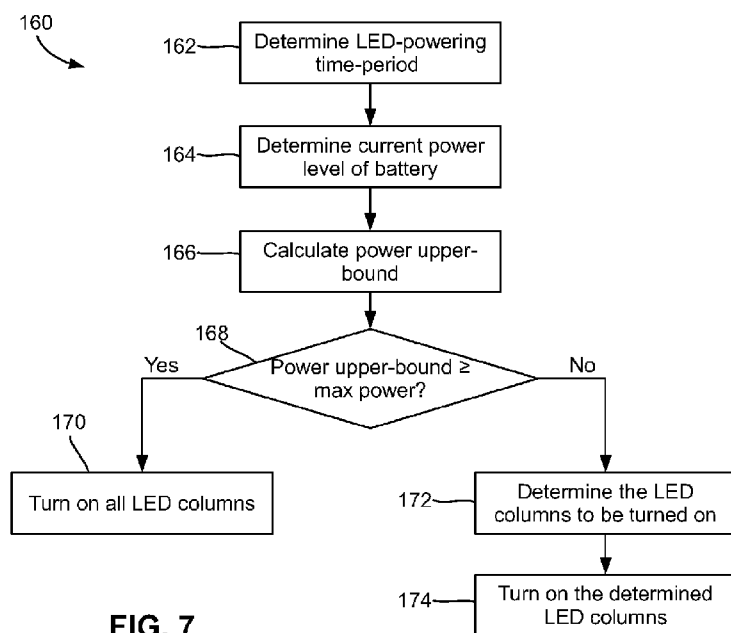 160
162
Determine LED-powering
time-period
164
Determine current power
level of battery
166
Calculate power upper-
bound
168
Yes
Power upper-bound ≥
max power?
No
170
Turn on all LED columns
172
Determine the LED
columns to be turned on
174
Turn on the determined
LED columns
FIG. 7